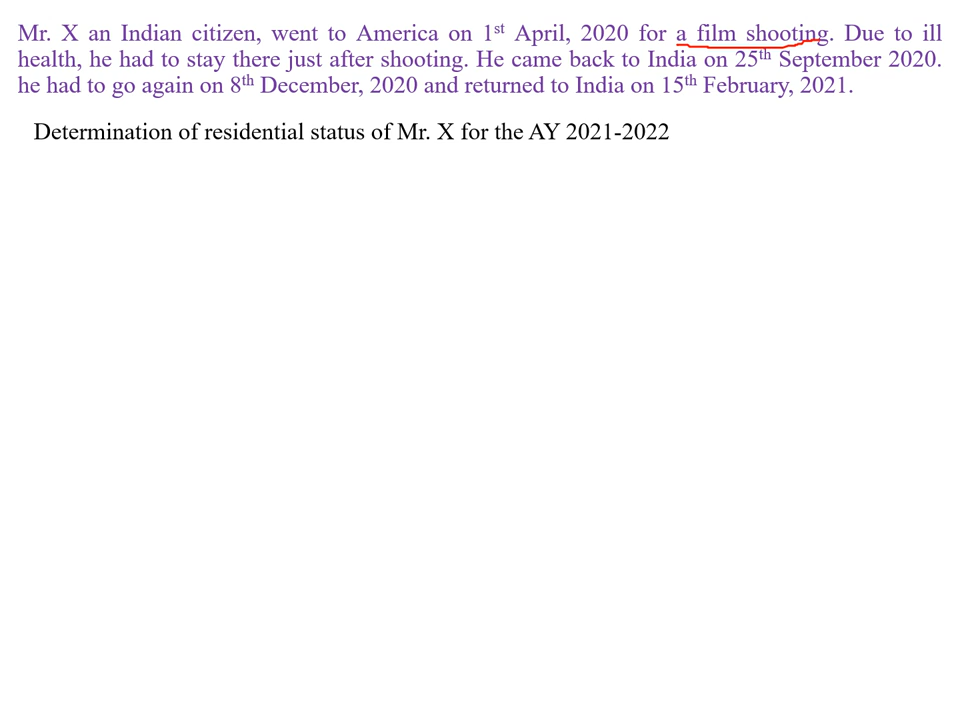 Mr. X an Indian citizen, went to America on 1st April, 2020 for a film shooting. Due to ill
health, he had to stay there just after shooting. He came back to India on 25th September 2020.
he had to go again on 8th December, 2020 and returned to India on 15th February, 2021.
Determination of residential status of Mr. X for the AY 2021-2022